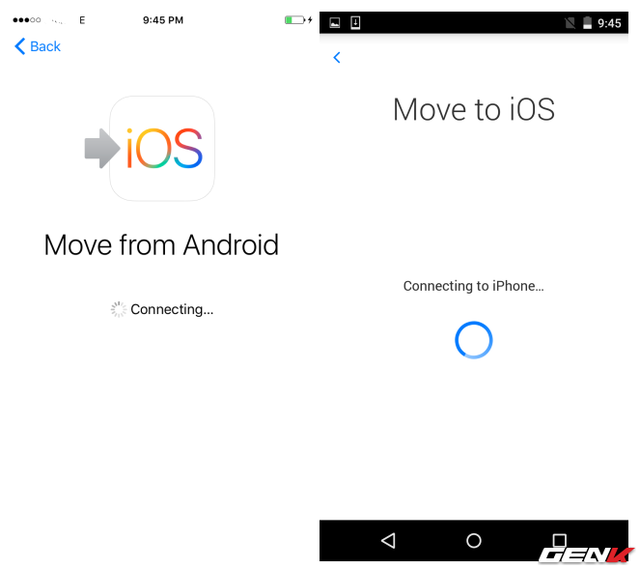 E 9:45 PM
Back
iOS
Move from Android
Connecting...
9:45
Move to iOS
Connecting to iPhone...
GENK